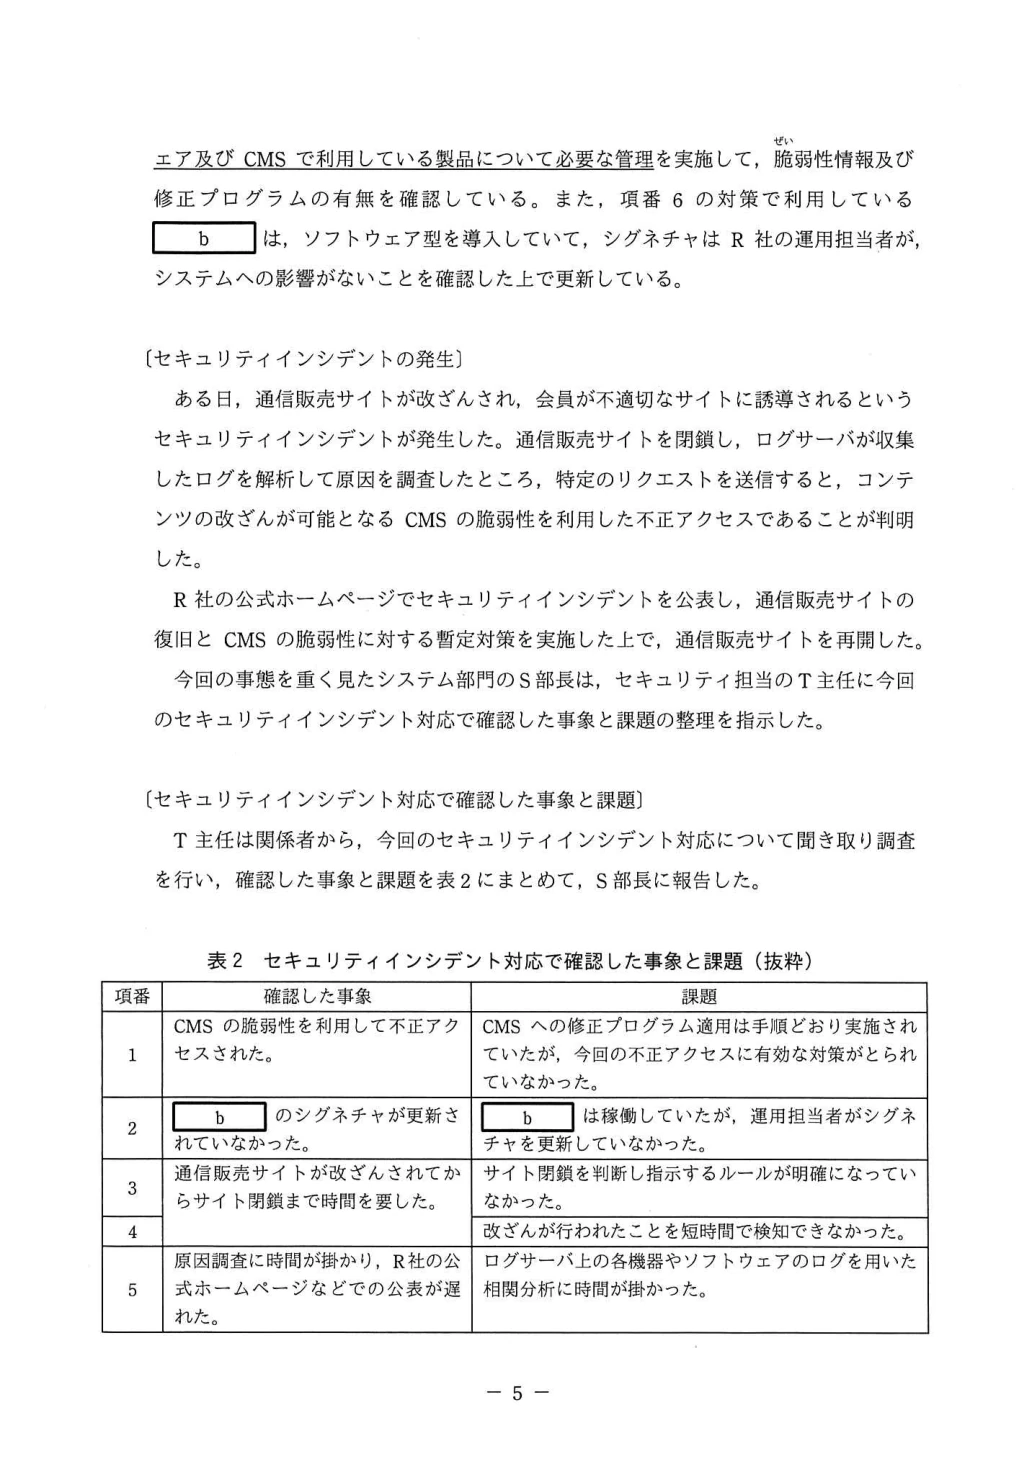 ぜい
ェア及び CMS で利用している製品について必要な管理を実施して，脆弱性情報及び
修正プログラムの有無を確認している。また，項番 6 の対策で利用している
b は，ソフトウェア型を導入していて，シグネチャは R 社の運用担当者が，
システムへの影響がないことを確認した上で更新している。
〔セキュリティインシデントの発生〕
ある日，通信販売サイトが改ざんされ，会員が不適切なサイトに誘導されるという
セキュリティインシデントが発生した。通信販売サイトを閉鎖し，ログサーバが収集
したログを解析して原因を調査したところ，特定のリクエストを送信すると，コンテ
ンツの改ざんが可能となる CMS の脆弱性を利用した不正アクセスであることが判明
した。
R 社の公式ホームページでセキュリティインシデントを公表し，通信販売サイトの
復旧と CMS の脆弱性に対する暫定対策を実施した上で，通信販売サイトを再開した。
今回の事態を重く見たシステム部門のS部長は，セキュリティ担当のT主任に今回
のセキュリティインシデント対応で確認した事象と課題の整理を指示した。
〔セキュリティインシデント対応で確認した事象と課題〕
T 主任は関係者から，今回のセキュリティインシデント対応について聞き取り調査
を行い，確認した事象と課題を表2にまとめて，S部長に報告した。
表2 セキュリティインシデント対応で確認した事象と課題（抜粋）
項番 確認した事象 課題
1
CMS の脆弱性を利用して不正アク
セスされた。
CMS への修正プログラム適用は手順どおり実施され
ていたが，今回の不正アクセスに有効な対策がとられ
ていなかった。
2
b のシグネチャが更新さ
れていなかった。
b は稼働していたが，運用担当者がシグネ
チャを更新していなかった。
3
通信販売サイトが改ざんされてか
らサイト閉鎖まで時間を要した。
サイト閉鎖を判断し指示するルールが明確になってい
なかった。
4
改ざんが行われたことを短時間で検知できなかった。
5
原因調査に時間が掛かり，R社の公
式ホームページなどでの公表が遅
れた。
ログサーバ上の各機器やソフトウェアのログを用いた
相関分析に時間が掛かった。
－ 5 －